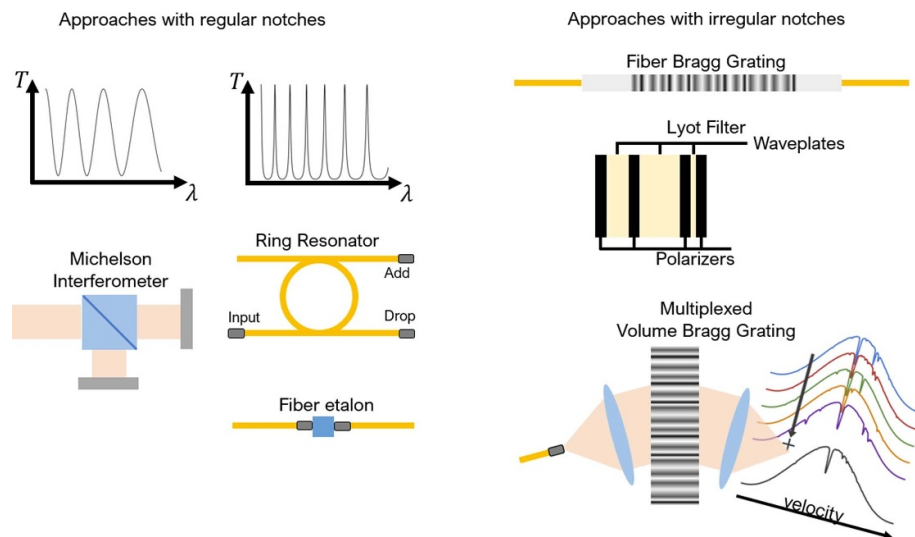 Approaches with regular notches
T
λ
T
λ
Michelson
Interferometer
Ring Resonator
Add
Input
Drop
Fiber etalon
Approaches with irregular notches
Fiber Bragg Grating
Lyot Filter
Waveplates
Polarizers
Multiplexed
Volume Bragg Grating
+
velocity